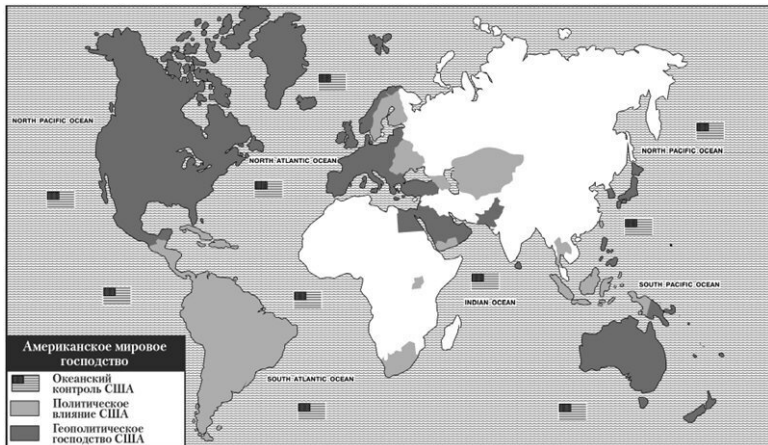 NORTH PACIFIC OCEAN
NORTH ATLANTIC OCEAN
NORTH PACIFIC OCEAN
INDIAN OCEAN
SOUTH PACIFIC OCEAN
SOUTH ATLANTIC OCEAN
Американское мировое
господство
Океанский
контроль США
Политическое
влияние США
Геополитическое
господство США